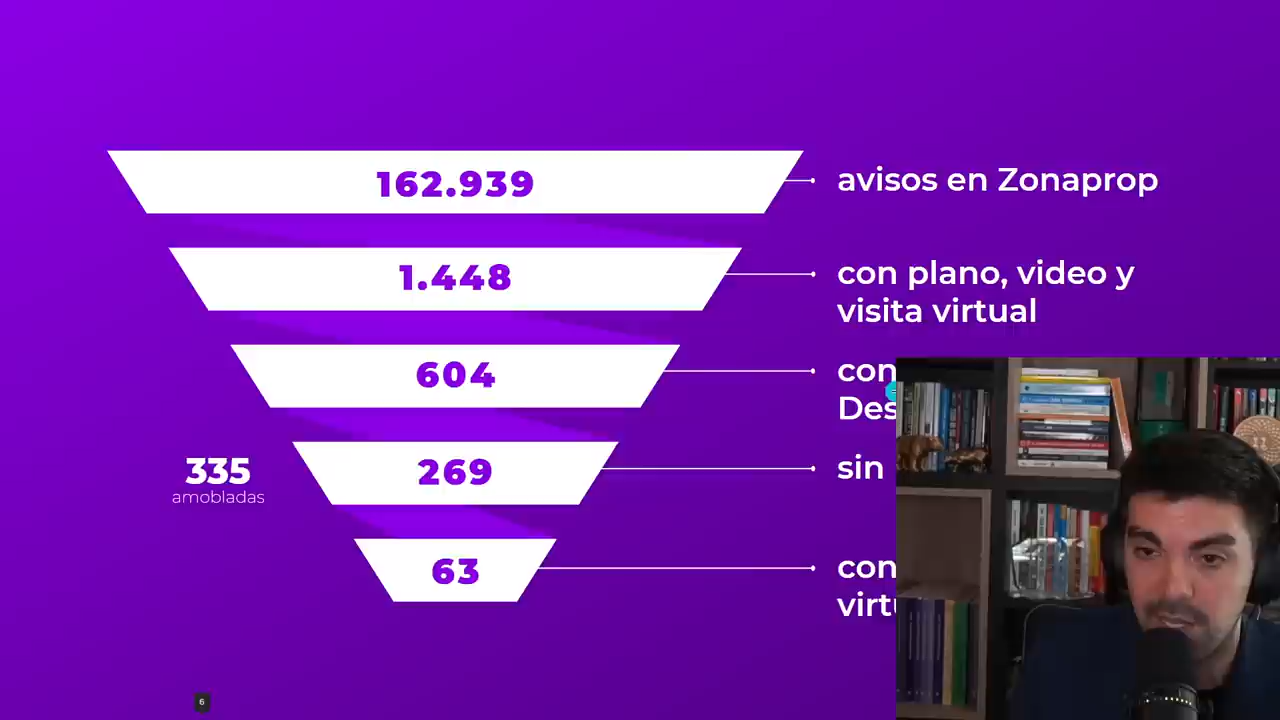 162.939
avisos en Zonaprop
1.448
con plano, video y
visita virtual
604
con
Des
335
amobladas
269
sin
63
con
virtu
6